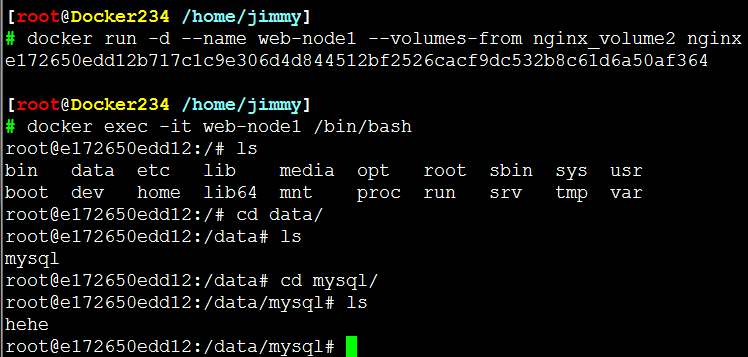 [root@Docker234 /home/jimmy]
# docker run -d --name web-node1 --volumes-from nginx_volume2 nginx
e172650edd12b717c1c9e306d4d844512bf2526cacf9dc532b8c61d6a50af364
[root@Docker234 /home/jimmy]
# docker exec -it web-node1 /bin/bash
root@e172650edd12:/# ls
bin data etc lib media opt root sbin sys usr
boot dev home lib64 mnt proc run srv tmp var
root@e172650edd12:/# cd data/
root@e172650edd12:/data# ls
mysql
root@e172650edd12:/data# cd mysql/
root@e172650edd12:/data/mysql# ls
hehe
root@e172650edd12:/data/mysql#